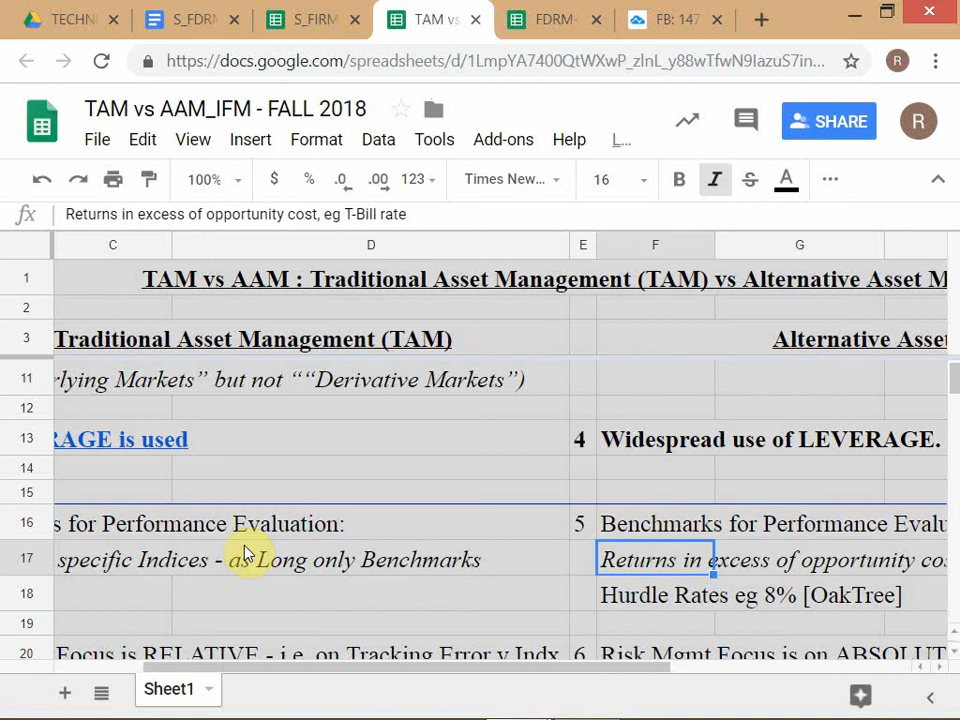 TECHNI
S_FDRM
S_FIRM
TAM vs
FDRM-
FB: 147
https://docs.google.com/spreadsheets/d/1LmpYA7400QtWXwP_zlnL_y88wTfwN9IazuS7in...
R
TAM vs AAM_IFM - FALL 2018
SHARE
R
File Edit View Insert Format Data Tools Add-ons Help L...
100% $ % .0 .00 123 Times New... 16 B I S A
fx Returns in excess of opportunity cost, eg T-Bill rate
C D E F G
1 TAM vs AAM : Traditional Asset Management (TAM) vs Alternative Asset M
2
3 Traditional Asset Management (TAM) Alternative Asset
11 rlying Markets” but not ““Derivative Markets”)
12
13 RAGE is used 4 Widespread use of LEVERAGE.
14
15
16 s for Performance Evaluation: 5 Benchmarks for Performance Evalu
17 specific Indices - as Long only Benchmarks Returns in excess of opportunity cos
18 Hurdle Rates eg 8% [OakTree]
19
20 Focus is RELATIVE - i.e. on Tracking Error v Indx 6 Risk Mgmt Focus is on ABSOLUT
Sheet1